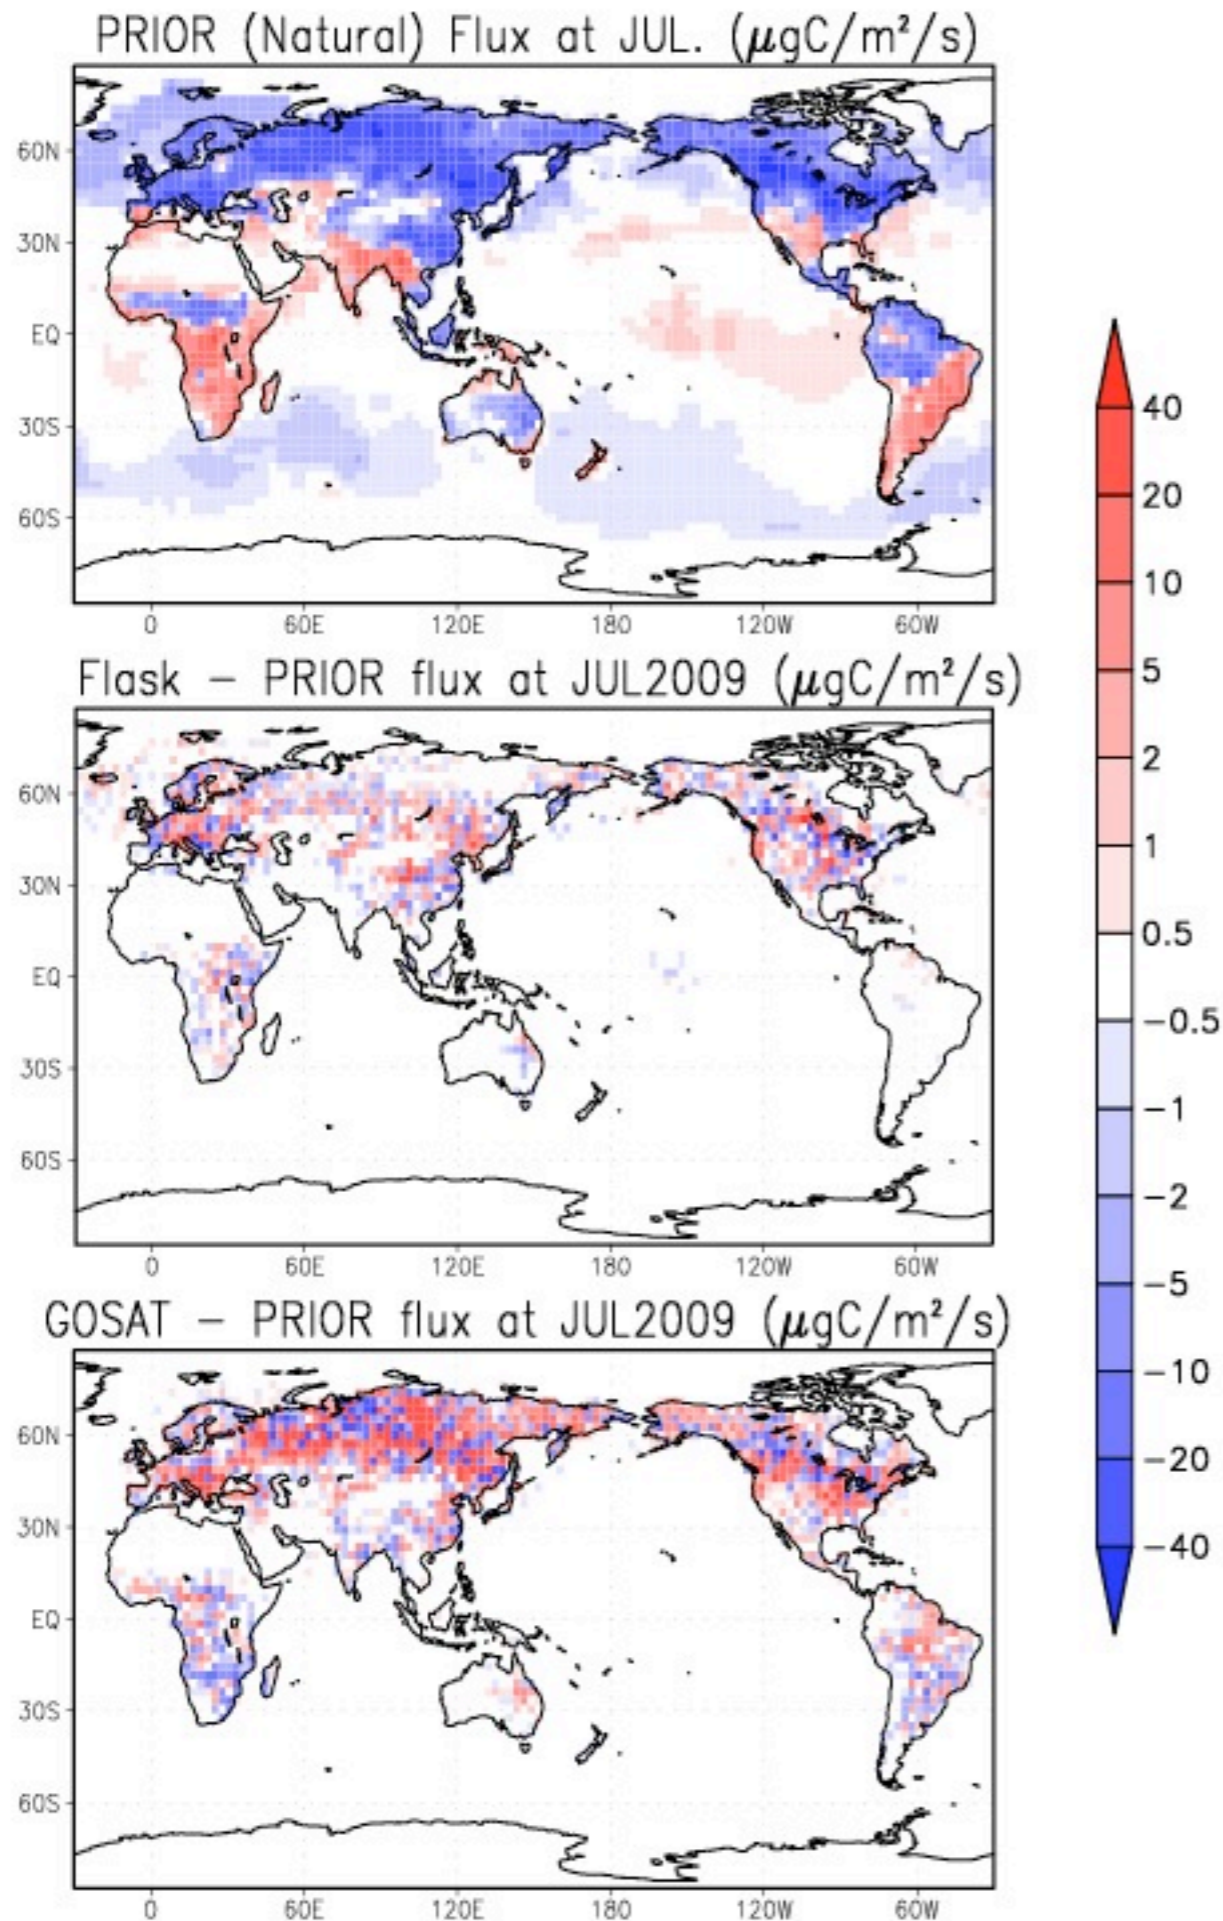 PRIOR (Natural) Flux at JUL. (μgC/m²/s)
60N
30N
EQ
30S
60S
0 60E 120E 180 120W 60W
Flask − PRIOR flux at JUL2009 (μgC/m²/s)
60N
30N
EQ
30S
60S
0 60E 120E 180 120W 60W
GOSAT − PRIOR flux at JUL2009 (μgC/m²/s)
60N
30N
EQ
30S
60S
0 60E 120E 180 120W 60W
40
20
10
5
2
1
0.5
−0.5
−1
−2
−5
−10
−20
−40